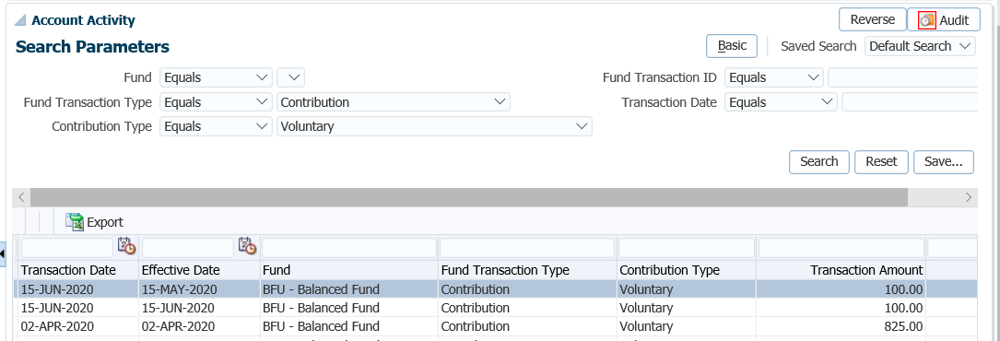 Account Activity Reverse Audit
Search Parameters Basic Saved Search Default Search
Fund Equals Fund Transaction ID Equals
Fund Transaction Type Equals Contribution Transaction Date Equals
Contribution Type Equals Voluntary
Search Reset Save...
Export
Transaction Date Effective Date Fund Fund Transaction Type Contribution Type Transaction Amount
15-JUN-2020 15-MAY-2020 BFU - Balanced Fund Contribution Voluntary 100.00
15-JUN-2020 15-JUN-2020 BFU - Balanced Fund Contribution Voluntary 100.00
02-APR-2020 02-APR-2020 BFU - Balanced Fund Contribution Voluntary 825.00